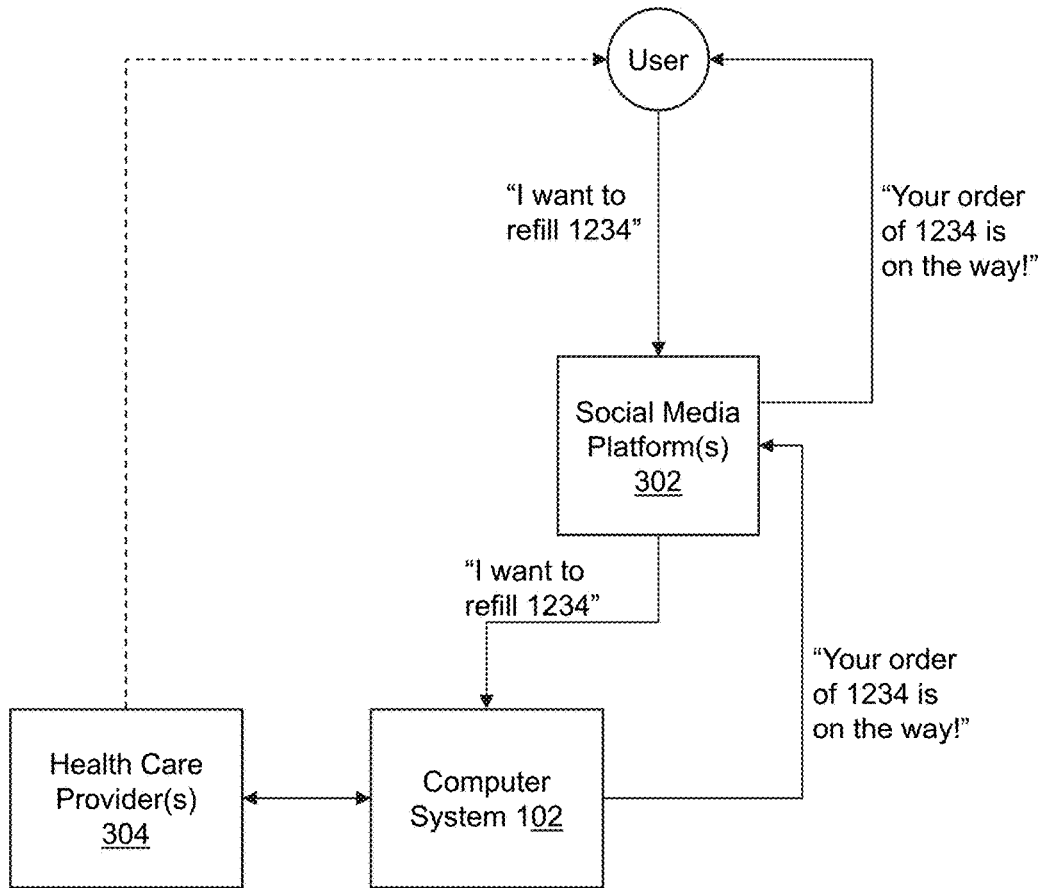 User
“I want to
refill 1234”
“Your order
of 1234 is
on the way!”
Social Media
Platform(s)
302
“I want to
refill 1234”
“Your order
of 1234 is
on the way!”
Health Care
Provider(s)
304
Computer
System 102